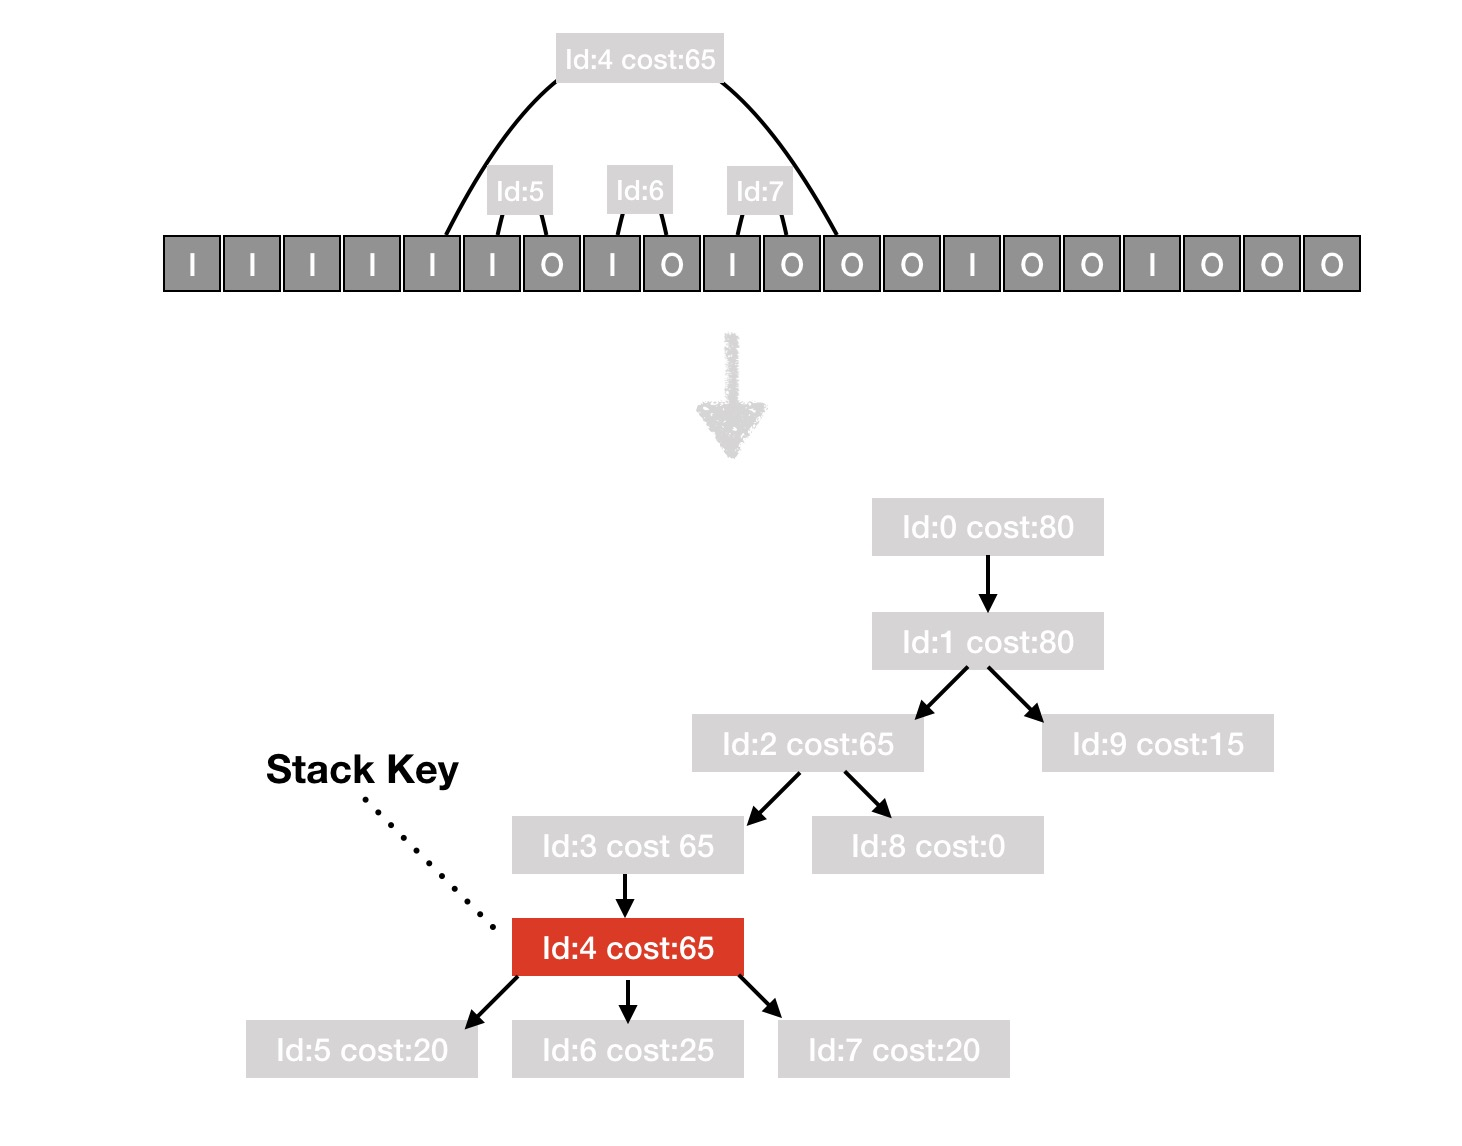 Id:4 cost:65
Id:5 Id:6 Id:7
I I I I I I O I O I O O O I O O I O O O
Id:0 cost:80
Id:1 cost:80
Id:2 cost:65 Id:9 cost:15
Stack Key
Id:3 cost 65 Id:8 cost:0
Id:4 cost:65
Id:5 cost:20 Id:6 cost:25 Id:7 cost:20